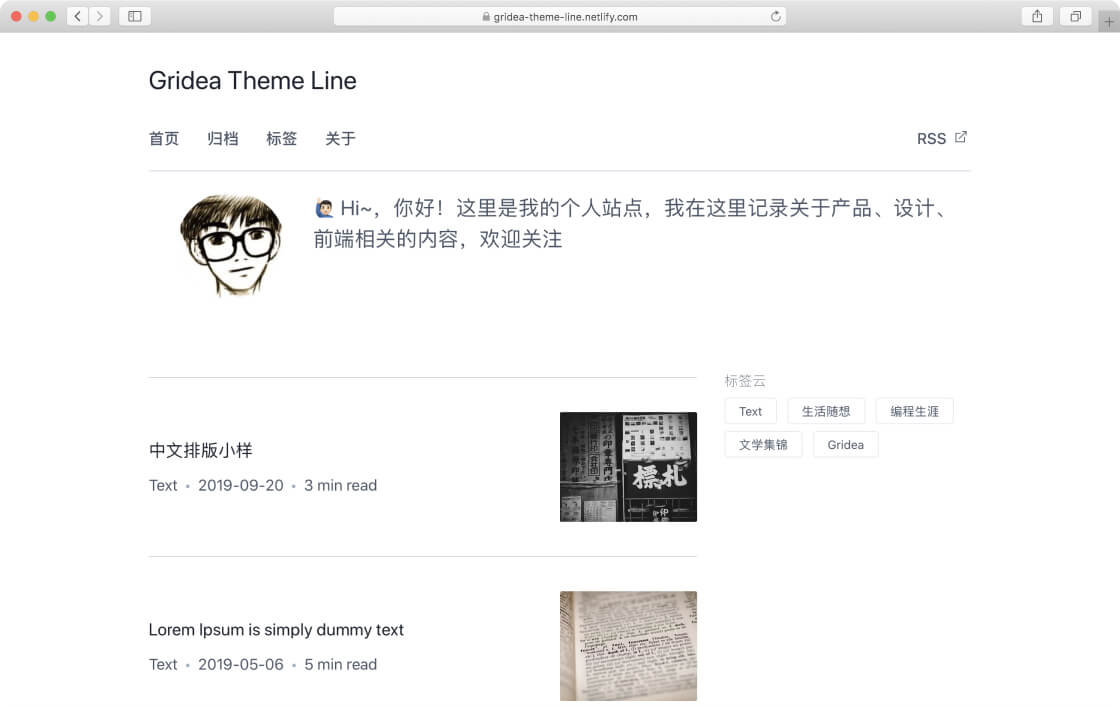 gridea-theme-line.netlify.com
Gridea Theme Line
首页 归档 标签 关于 RSS
🙋🏻‍♂️ Hi~，你好！这里是我的个人站点，我在这里记录关于产品、设计、
前端相关的内容，欢迎关注
标签云
Text 生活随想 编程生涯
文学集锦 Gridea
中文排版小样
Text • 2019-09-20 • 3 min read
標札
Lorem Ipsum is simply dummy text
Text • 2019-05-06 • 5 min read